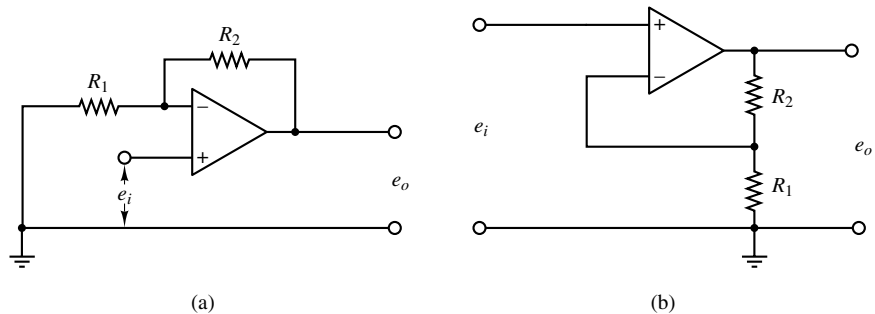 R₂
R₁
−
+
eᵢ
eₒ
(a)
+
−
R₂
eᵢ
eₒ
R₁
(b)